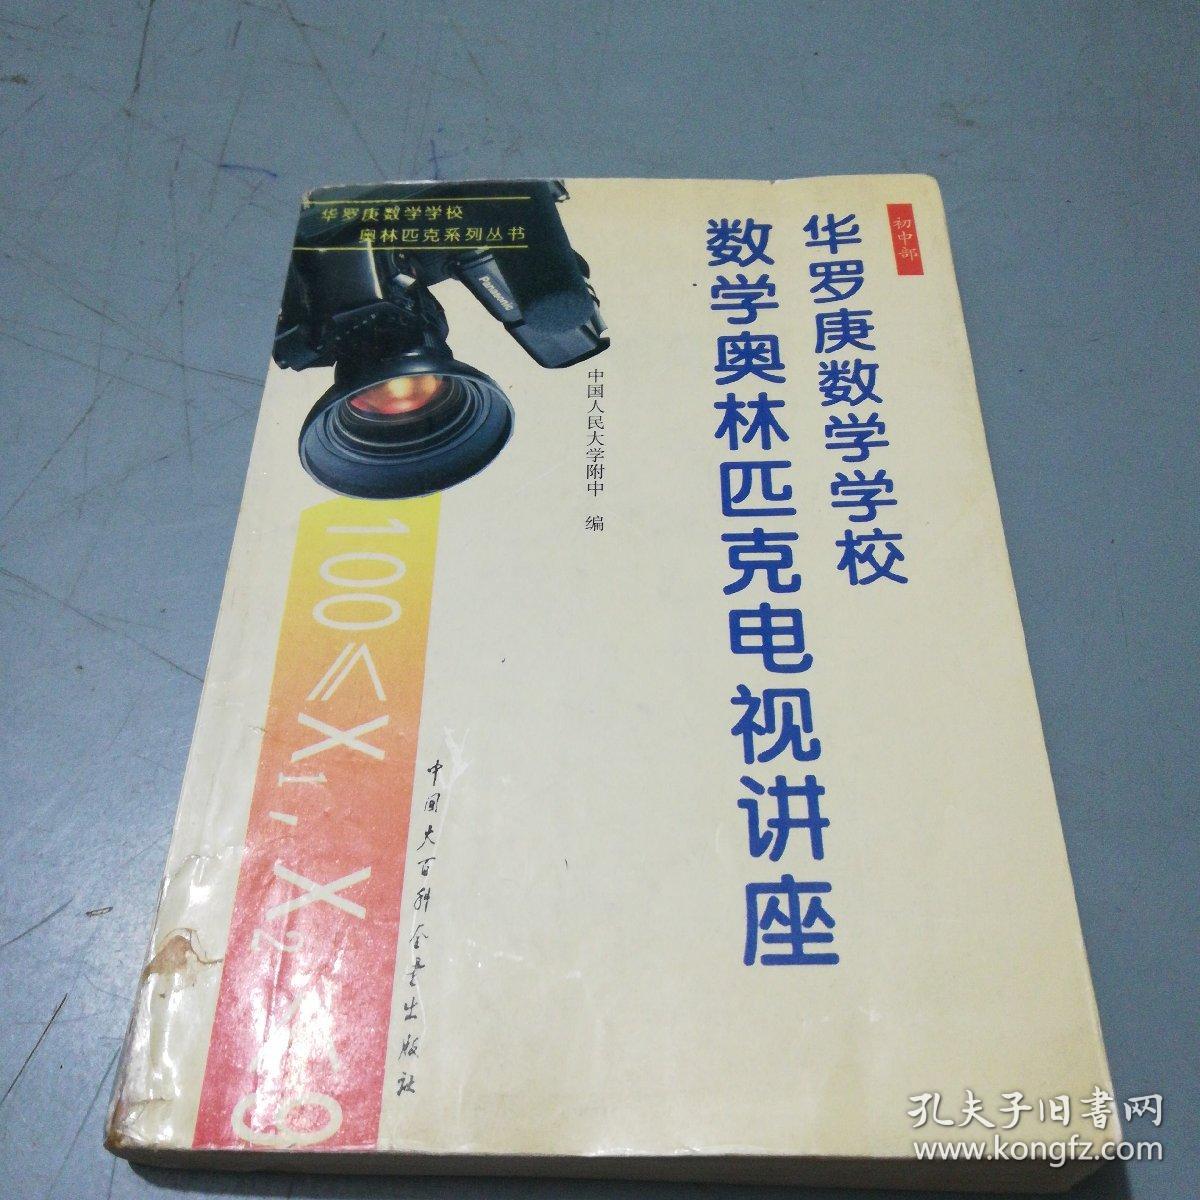 初中部
华罗庚数学学校
数学奥林匹克电视讲座
华罗庚数学学校
奥林匹克系列丛书
Panasonic
中国人民大学附中 编
100≤X₁,X₂
中国大百科全书出版社
孔夫子旧書网
www.kongfz.com